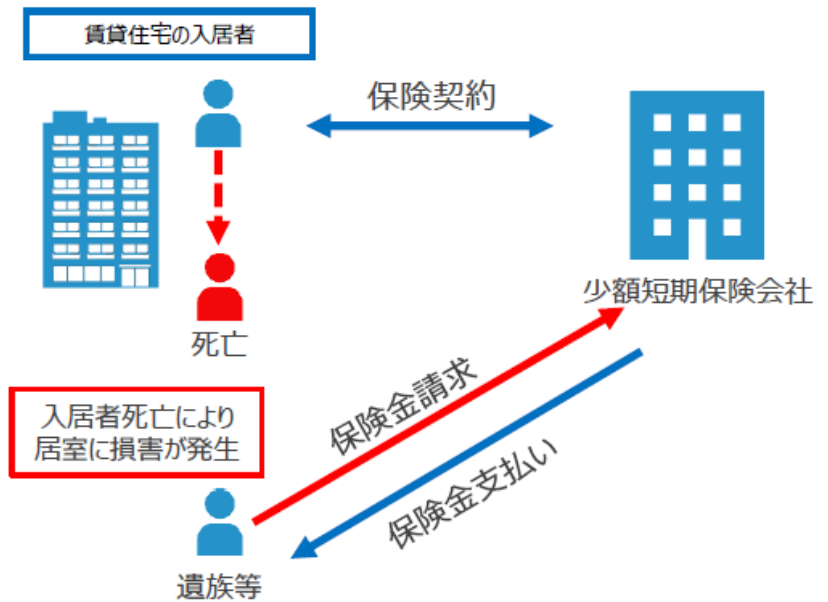 賃貸住宅の入居者
保険契約
少額短期保険会社
死亡
入居者死亡により
居室に損害が発生
保険金請求
保険金支払い
遺族等